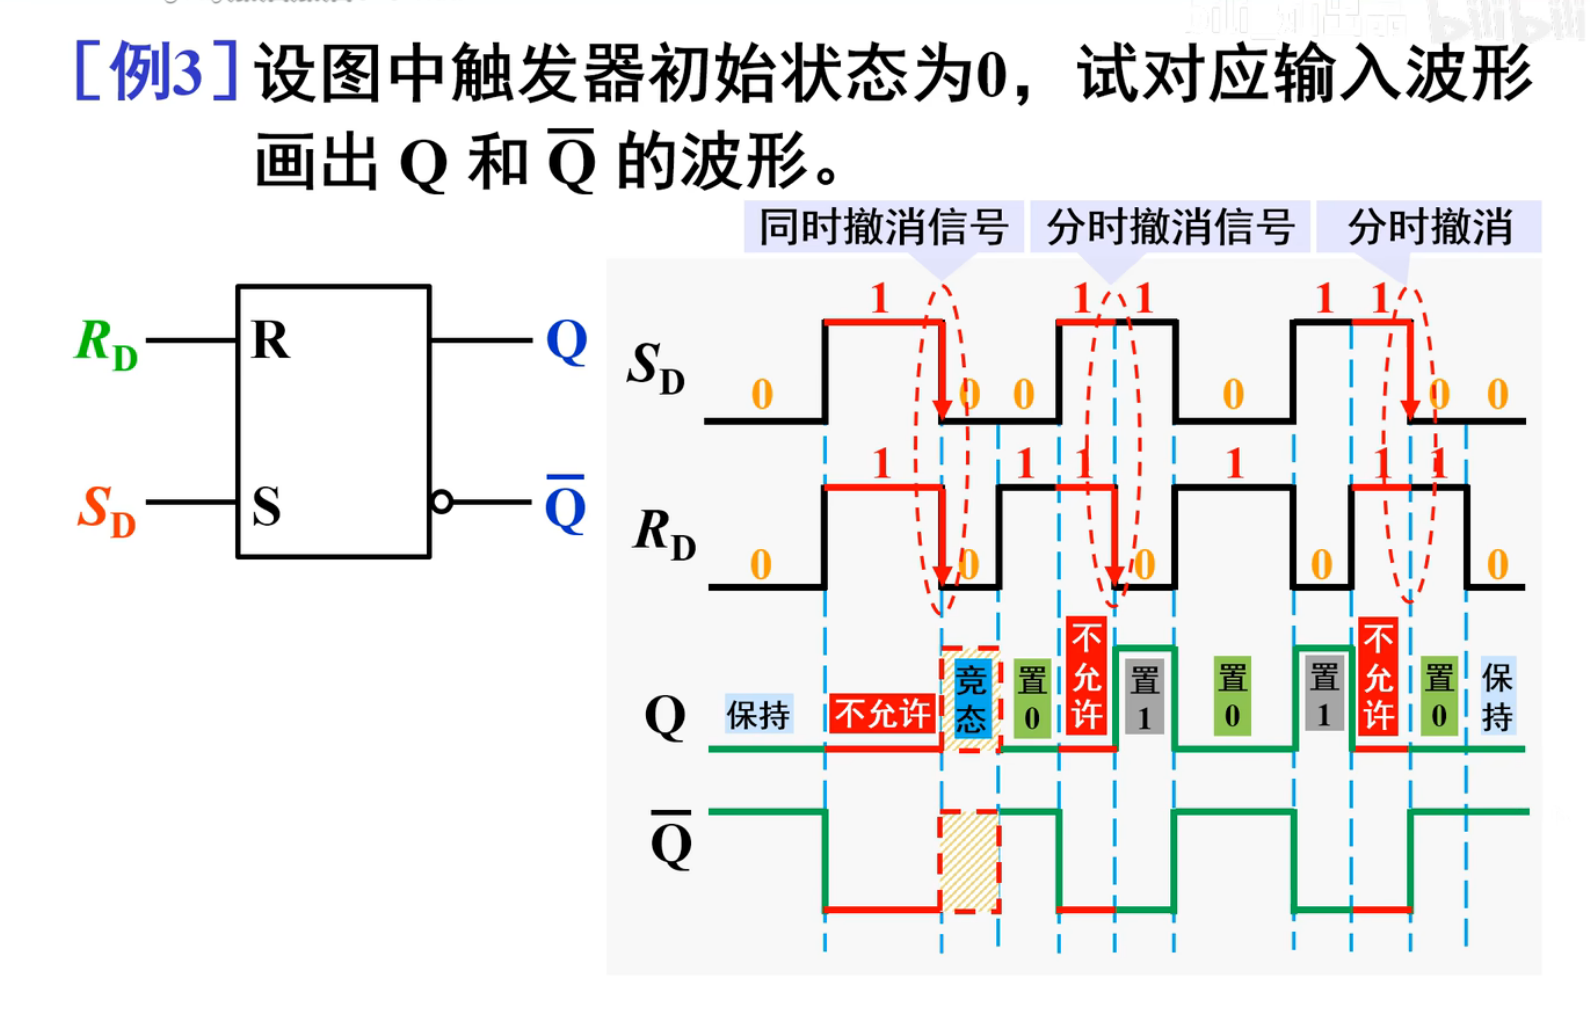 ［例3］设图中触发器初始状态为0，试对应输入波形
画出 Q 和 Q̅ 的波形。
同时撤消信号 分时撤消信号 分时撤消
R_D R Q
S_D S Q̅
S_D 0 1 0 0 1 1 0 1 1 0 0
R_D 0 1 0 1 1 0 1 0 1 1 0
Q 保持 不允许 竞态 置0 不允许 置1 置0 置1 不允许 置0 保持
Q̅
bilibili